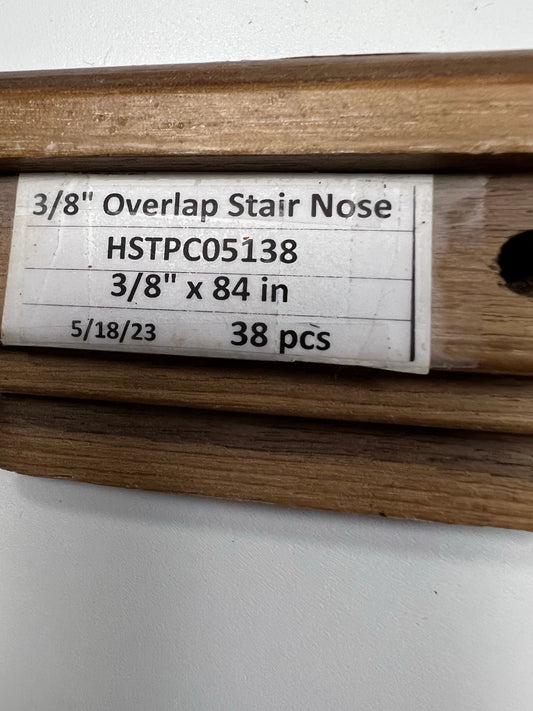 3/8" Overlap Stair Nose
HSTPC05138
3/8" x 84 in
5/18/23 38 pcs